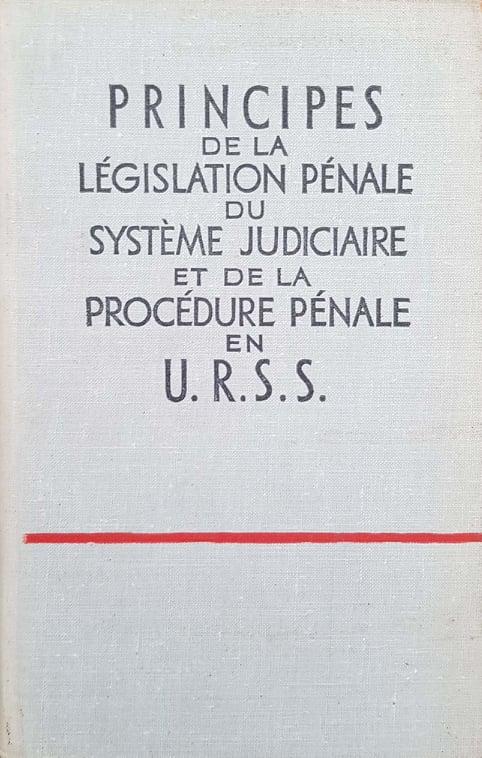 PRINCIPES
DE LA
LÉGISLATION PÉNALE
DU
SYSTÈME JUDICIAIRE
ET DE LA
PROCÉDURE PÉNALE
EN
U.R.S.S.